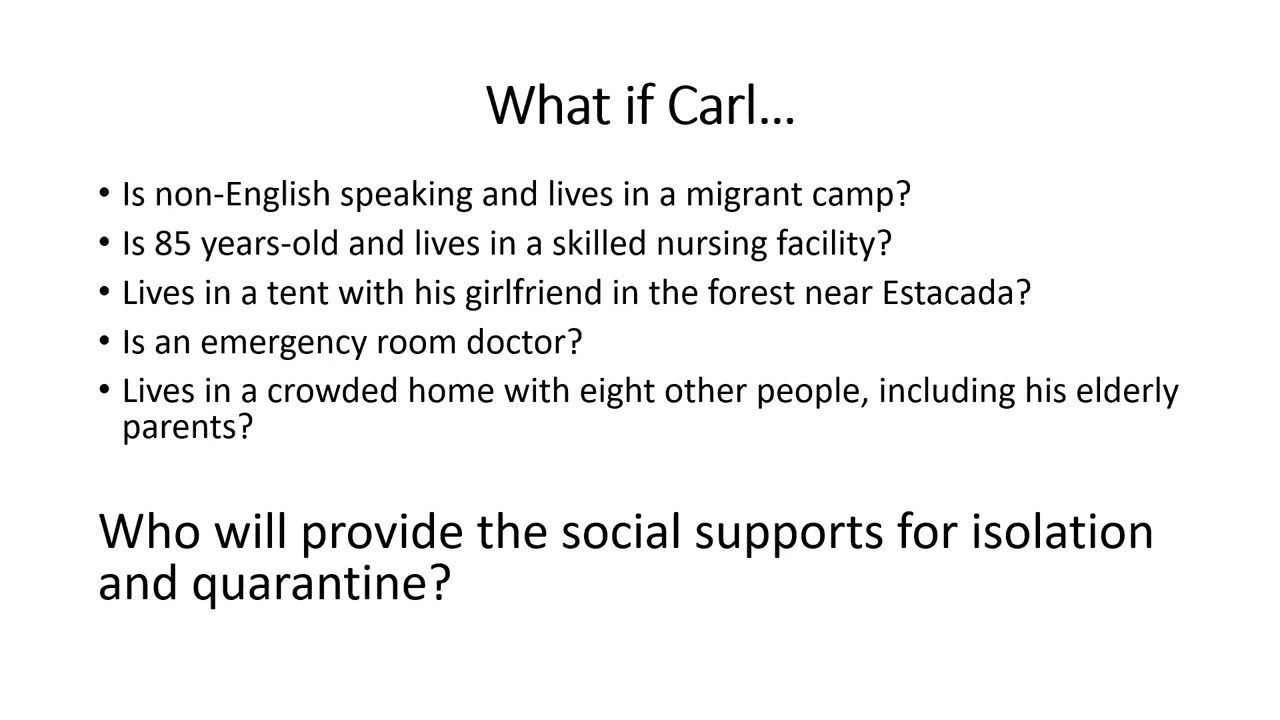 What if Carl...
• Is non-English speaking and lives in a migrant camp?
• Is 85 years-old and lives in a skilled nursing facility?
• Lives in a tent with his girlfriend in the forest near Estacada?
• Is an emergency room doctor?
• Lives in a crowded home with eight other people, including his elderly
parents?
Who will provide the social supports for isolation
and quarantine?